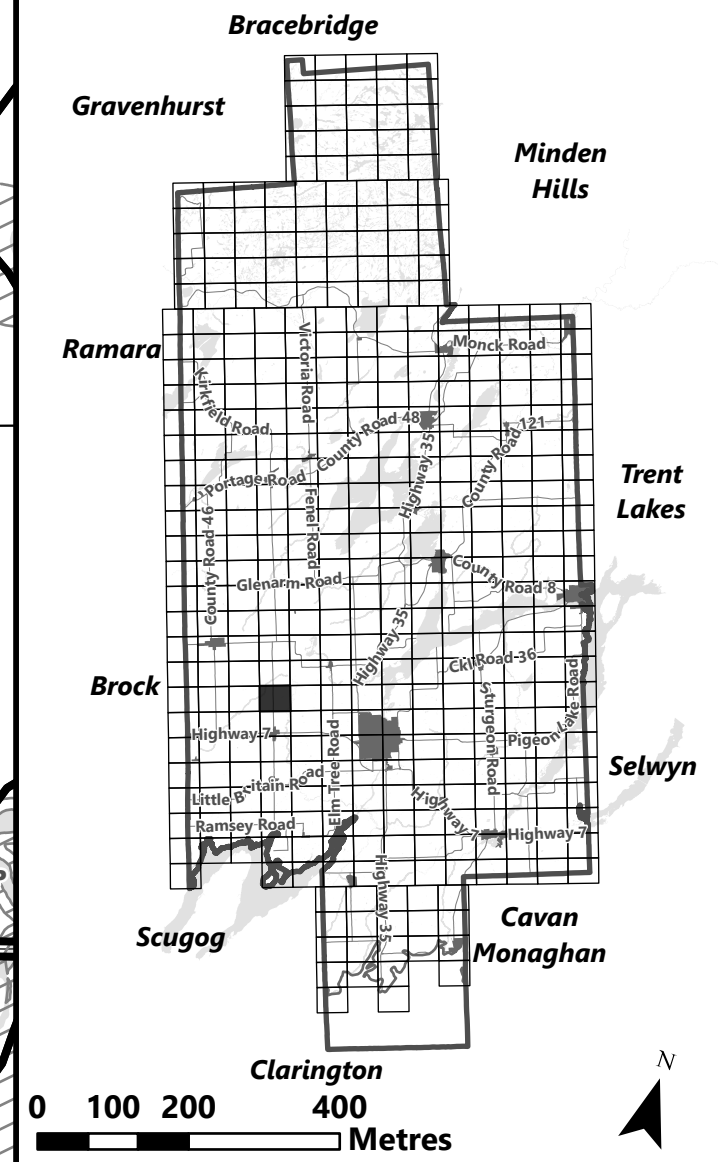 Bracebridge
Gravenhurst
Minden
Hills
Ramara
Monck Road
Victoria Road
Kirkfield Road
County Road 48
County Road 121
Highway 35
Portage Road
Fenel Road
Trent
Lakes
County Road 46
Glenarm Road
County Road 8
Highway 35
Ckl Road 36
Brock
Sturgeon Road
Pigeon Lake Road
Highway 7
Elm Tree Road
Selwyn
Little Britain Road
Highway 7
Highway 7
Ramsey Road
Highway 35
Scugog
Cavan
Monaghan
Clarington
N
0 100 200 400
Metres